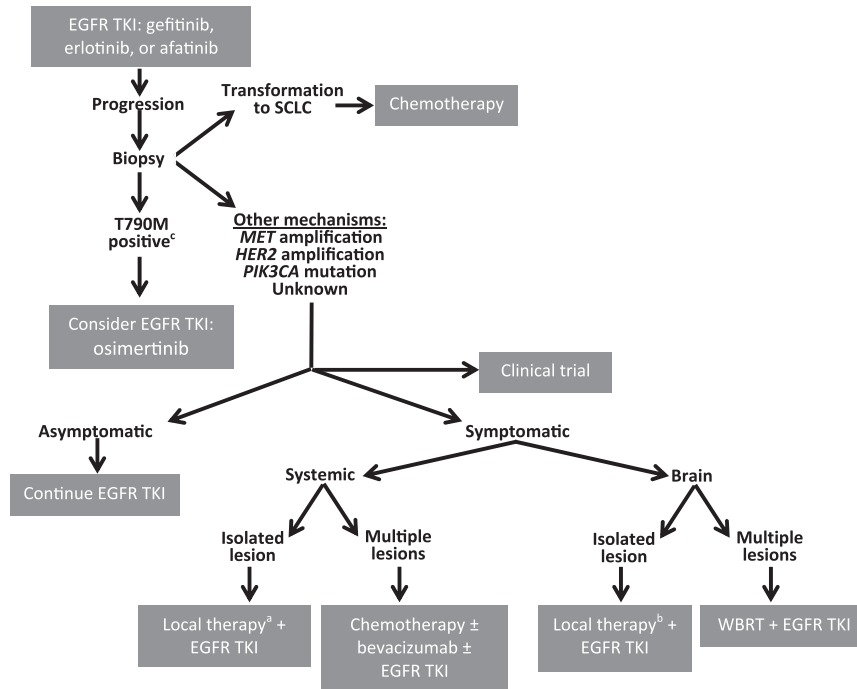 EGFR TKI: gefitinib,
erlotinib, or afatinib
Progression
Transformation
to SCLC
Chemotherapy
Biopsy
T790M
positiveᶜ
Other mechanisms:
MET amplification
HER2 amplification
PIK3CA mutation
Unknown
Consider EGFR TKI:
osimertinib
Clinical trial
Asymptomatic
Symptomatic
Continue EGFR TKI
Systemic
Brain
Isolated
lesion
Multiple
lesions
Isolated
lesion
Multiple
lesions
Local therapyᵃ +
EGFR TKI
Chemotherapy ±
bevacizumab ±
EGFR TKI
Local therapyᵇ +
EGFR TKI
WBRT + EGFR TKI